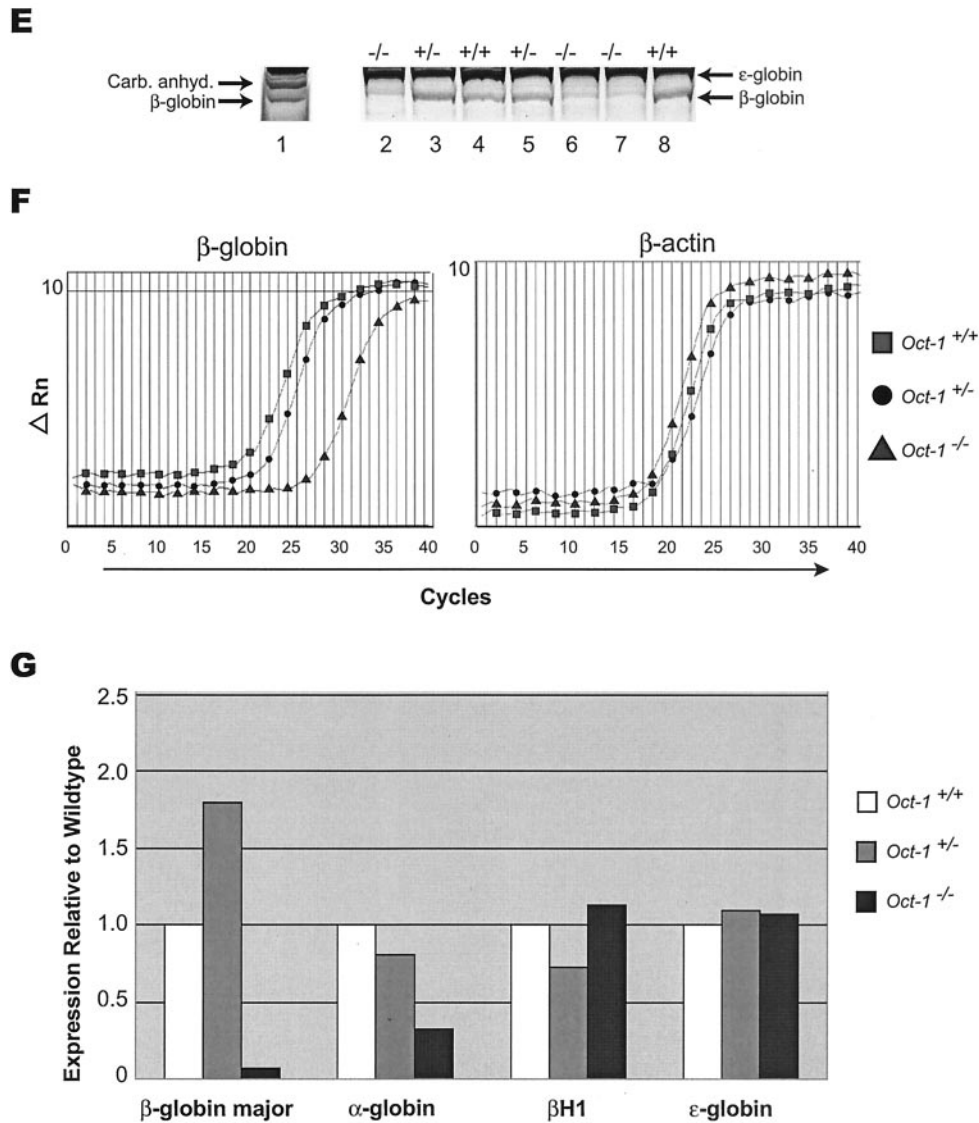 E
-/- +/- +/+ +/- -/- -/- +/+
Carb. anhyd.
β-globin
ε-globin
β-globin
1 2 3 4 5 6 7 8
F
β-globin
β-actin
10
10
Δ Rn
Oct-1 +/+
Oct-1 +/-
Oct-1 -/-
0 5 10 15 20 25 30 35 40
0 5 10 15 20 25 30 35 40
Cycles
G
Expression Relative to Wildtype
2.5
2.0
1.5
1.0
0.5
0
Oct-1 +/+
Oct-1 +/-
Oct-1 -/-
β-globin major
α-globin
βH1
ε-globin